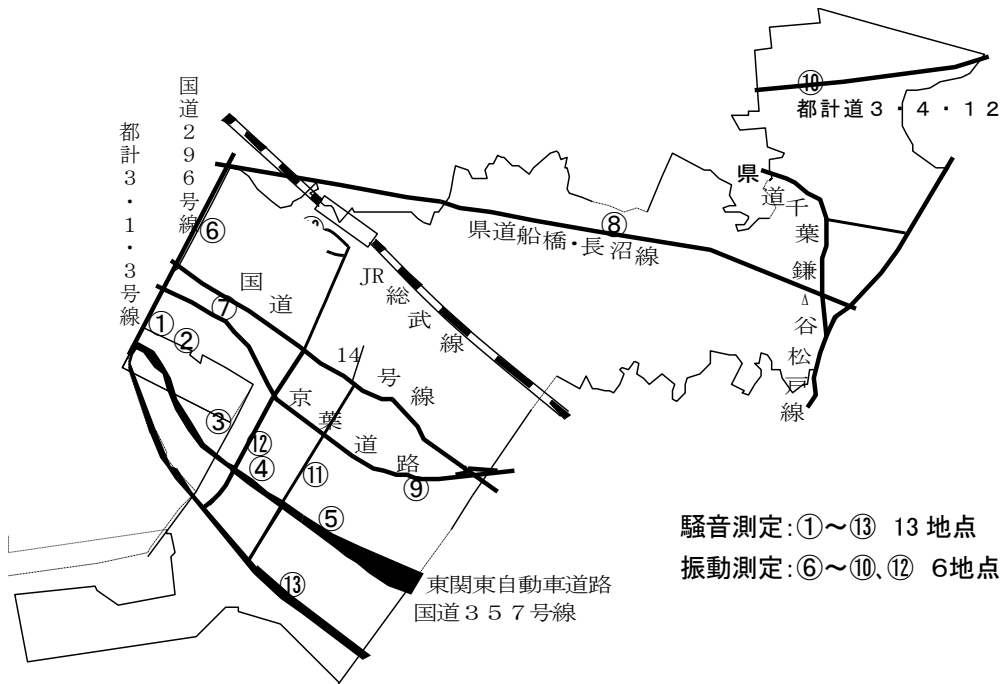 国道296号線
都計3・1・3号線
⑩
都計道3・4・12
県道千葉鎌ヶ谷松戸線
⑥
⑧
県道船橋・長沼線
JR総武線
国道14号線
⑦
①
②
③
京葉道路
⑫
④
⑪
⑨
⑤
⑬
東関東自動車道路
国道357号線
騒音測定:①～⑬ 13地点
振動測定:⑥～⑩、⑫ 6地点